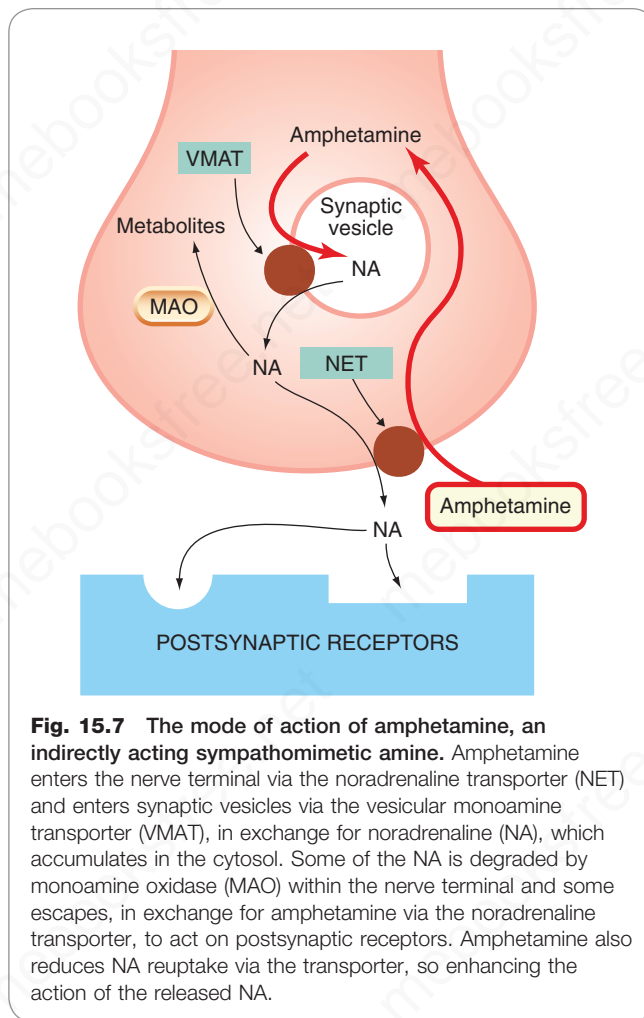 Amphetamine
VMAT
Synaptic
vesicle
Metabolites
NA
MAO
NA
NET
Amphetamine
NA
POSTSYNAPTIC RECEPTORS
Fig. 15.7 The mode of action of amphetamine, an
indirectly acting sympathomimetic amine. Amphetamine
enters the nerve terminal via the noradrenaline transporter (NET)
and enters synaptic vesicles via the vesicular monoamine
transporter (VMAT), in exchange for noradrenaline (NA), which
accumulates in the cytosol. Some of the NA is degraded by
monoamine oxidase (MAO) within the nerve terminal and some
escapes, in exchange for amphetamine via the noradrenaline
transporter, to act on postsynaptic receptors. Amphetamine also
reduces NA reuptake via the transporter, so enhancing the
action of the released NA.